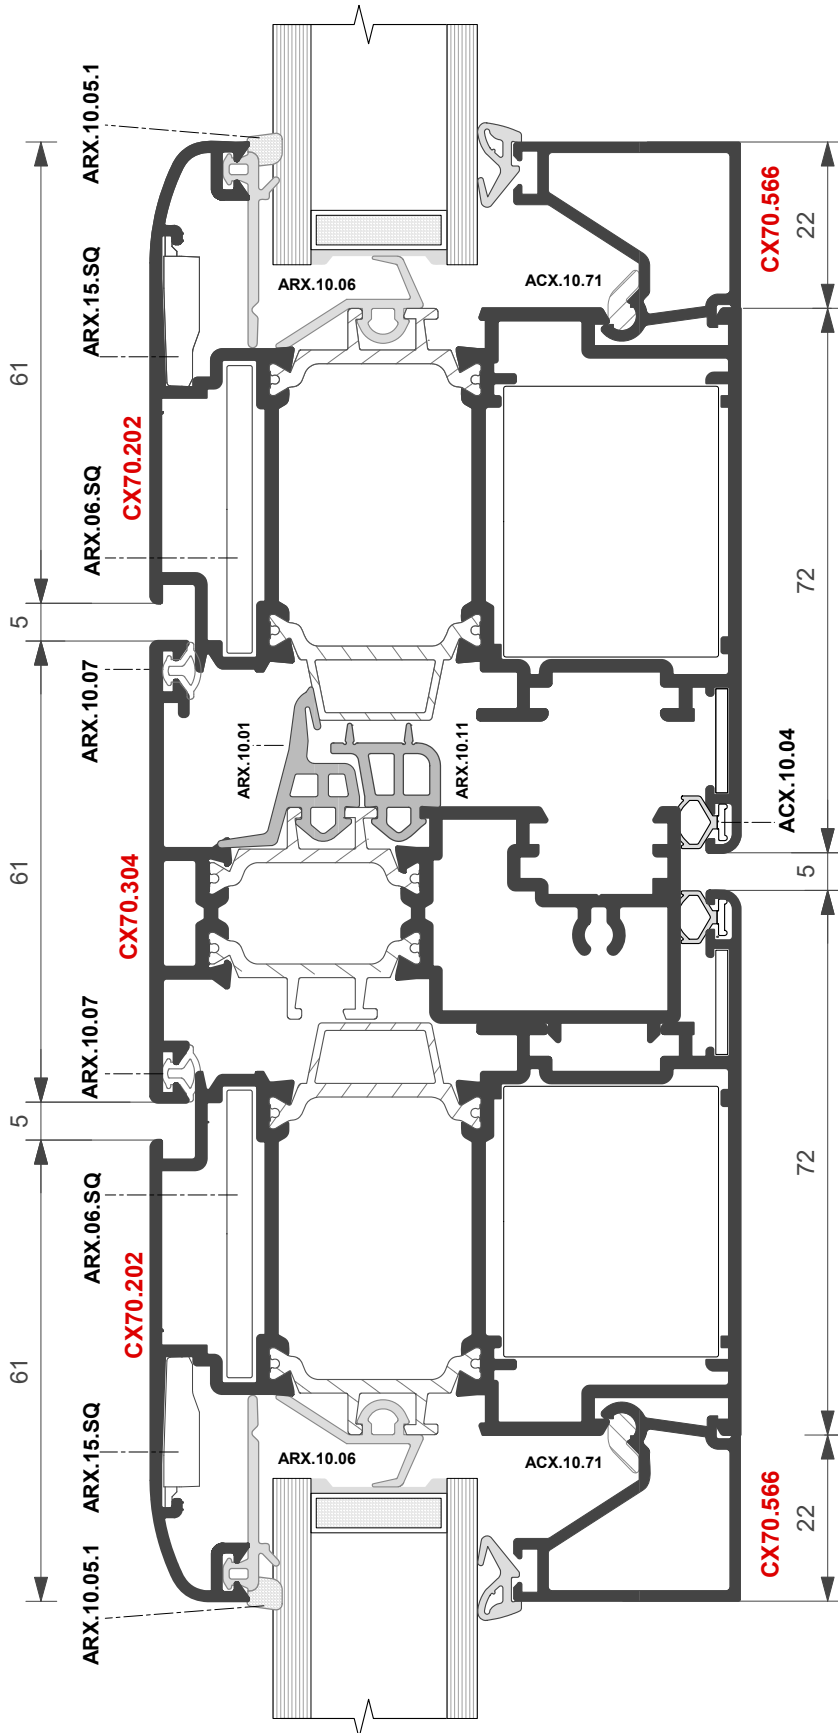 ARX.10.05.1
CX70.566
22
ARX.15.SQ
ARX.10.06
ACX.10.71
61
CX70.202
ARX.06.SQ
72
5
ARX.10.07
ARX.10.01
ARX.10.11
ACX.10.04
61
CX70.304
5
ARX.10.07
5
72
ARX.06.SQ
CX70.202
61
ARX.15.SQ
ARX.10.06
ACX.10.71
22
CX70.566
ARX.10.05.1